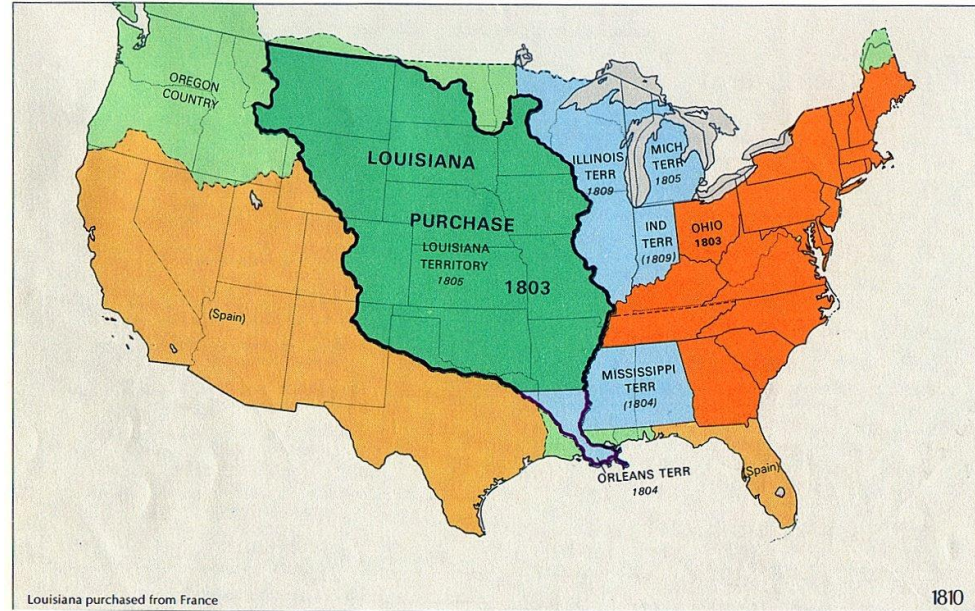 OREGON
COUNTRY
LOUISIANA
PURCHASE
LOUISIANA
TERRITORY
1805
1803
(Spain)
ILLINOIS
TERR
1809
MICH
TERR
1805
IND
TERR
(1809)
OHIO
1803
MISSISSIPPI
TERR
(1804)
ORLEANS TERR
1804
(Spain)
Louisiana purchased from France
1810